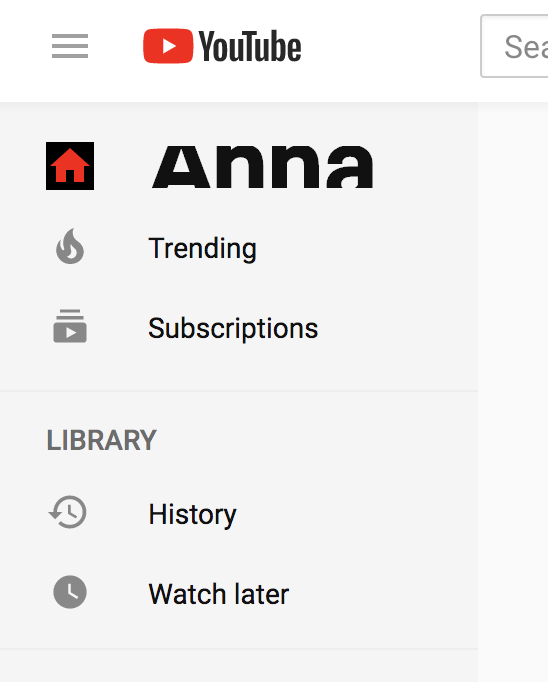 YouTube
Sea
Anna
Trending
Subscriptions
LIBRARY
History
Watch later